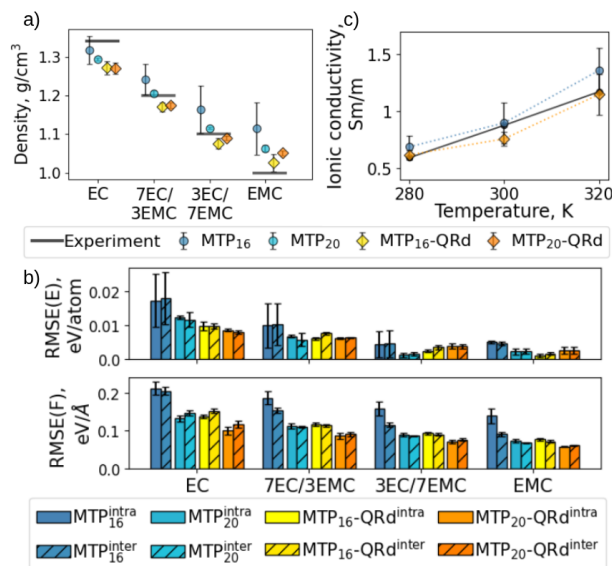 a)
Density, g/cm³
1.3
1.2
1.1
1.0
EC
7EC/
3EMC
3EC/
7EMC
EMC
c)
Ionic conductivity,
Sm/m
1.5
1
0.5
280
300
320
Temperature, K
Experiment MTP₁₆ MTP₂₀ MTP₁₆-QRd MTP₂₀-QRd
b)
RMSE(E),
eV/atom
0.02
0.01
0.0
RMSE(F),
eV/Å
0.2
0.1
0.0
EC 7EC/3EMC 3EC/7EMC EMC
MTP₁₆^intra MTP₂₀^intra MTP₁₆-QRd^intra MTP₂₀-QRd^intra
MTP₁₆^inter MTP₂₀^inter MTP₁₆-QRd^inter MTP₂₀-QRd^inter